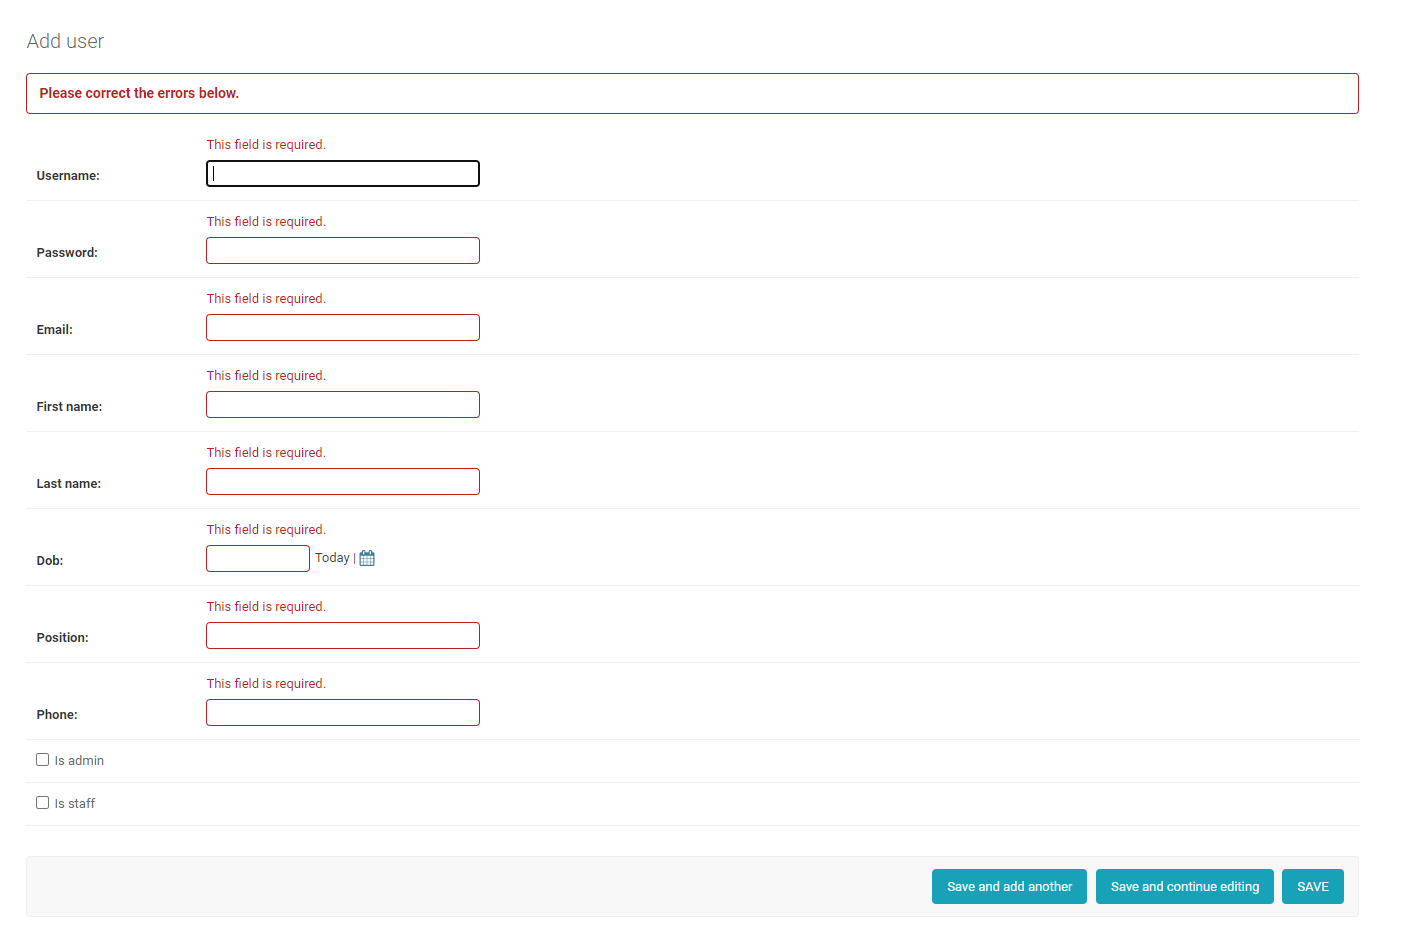 Add user
Please correct the errors below.
This field is required.
Username:
This field is required.
Password:
This field is required.
Email:
This field is required.
First name:
This field is required.
Last name:
This field is required.
Dob:
Today |
This field is required.
Position:
This field is required.
Phone:
Is admin
Is staff
Save and add another
Save and continue editing
SAVE